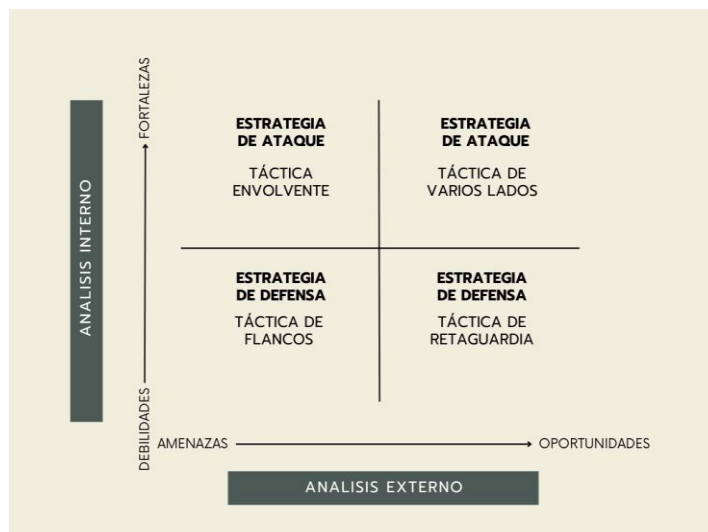 FORTALEZAS
ANALISIS INTERNO
DEBILIDADES
ESTRATEGIA
DE ATAQUE
TÁCTICA
ENVOLVENTE
ESTRATEGIA
DE ATAQUE
TÁCTICA DE
VARIOS LADOS
ESTRATEGIA
DE DEFENSA
TÁCTICA DE
FLANCOS
ESTRATEGIA
DE DEFENSA
TÁCTICA DE
RETAGUARDIA
AMENAZAS
OPORTUNIDADES
ANALISIS EXTERNO